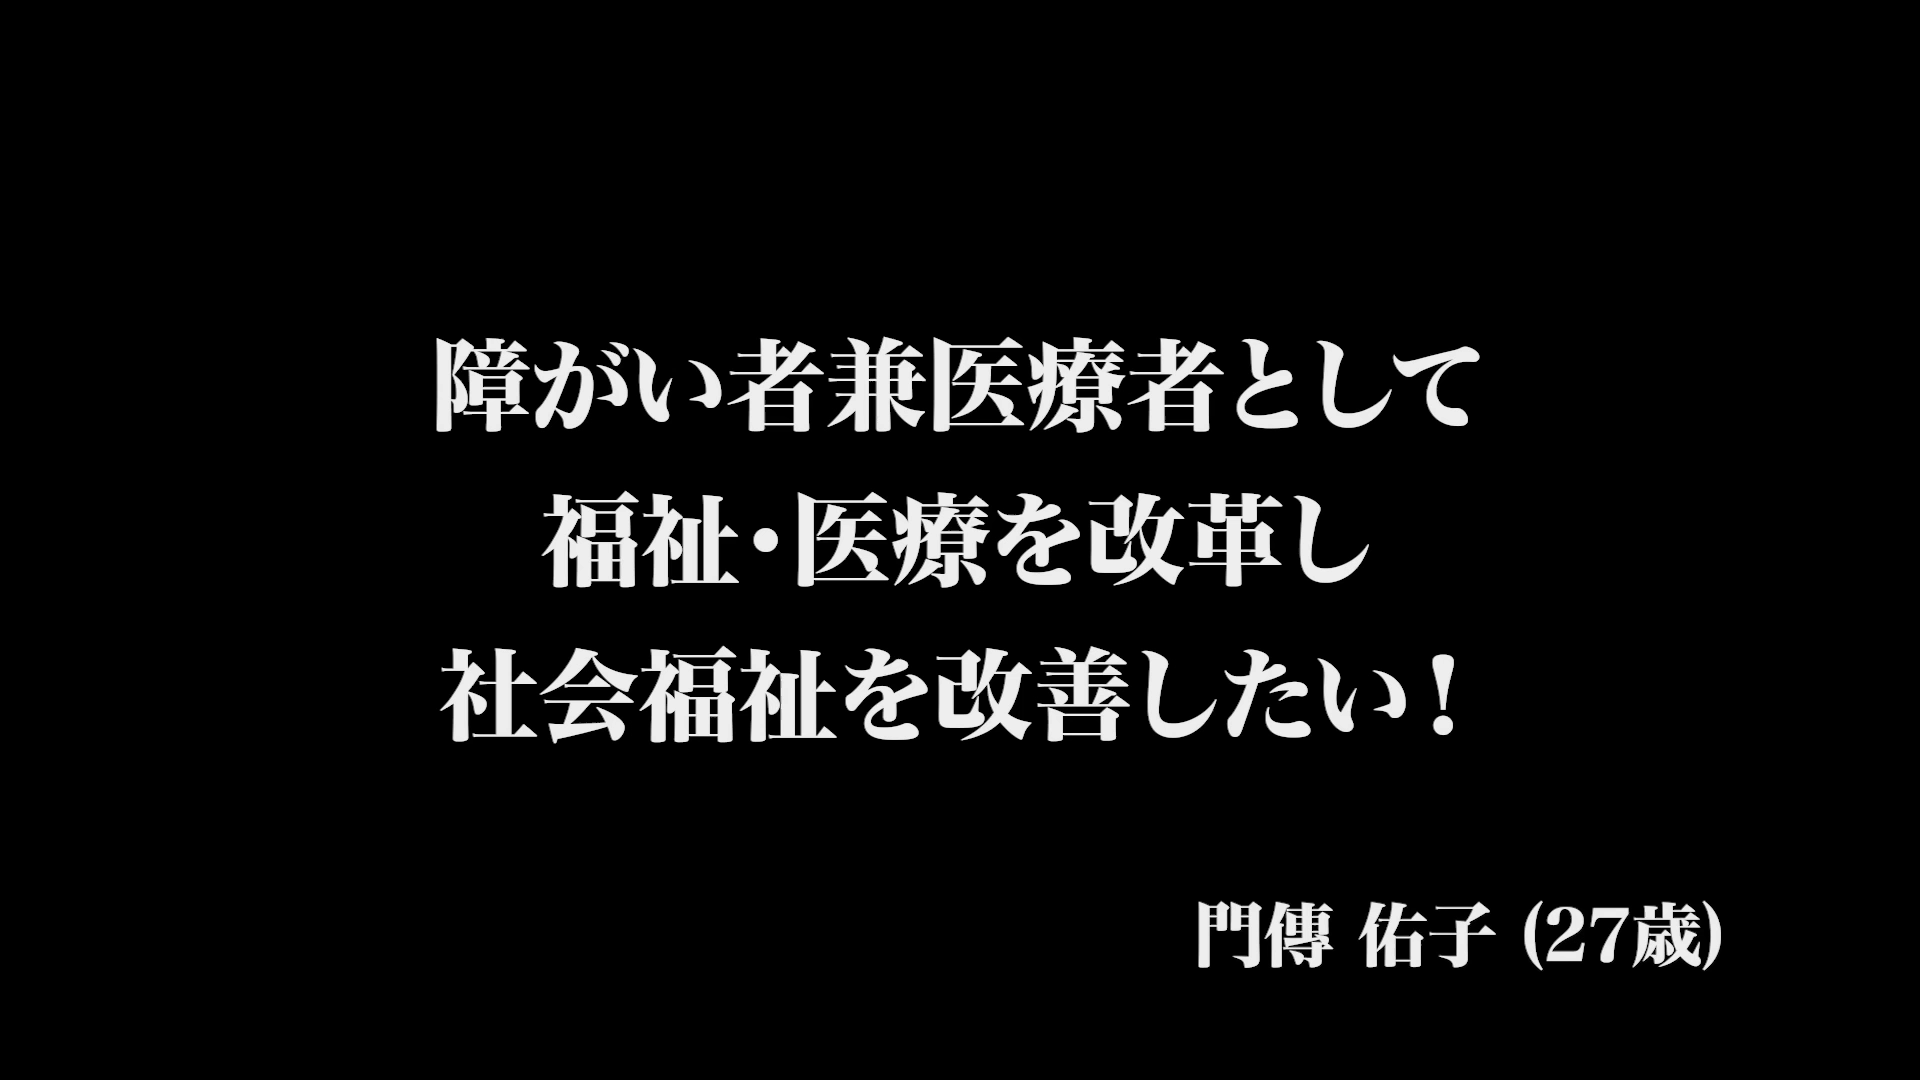 障がい者兼医療者として
福祉・医療を改革し
社会福祉を改善したい！
門傳 佑子 (27歳)